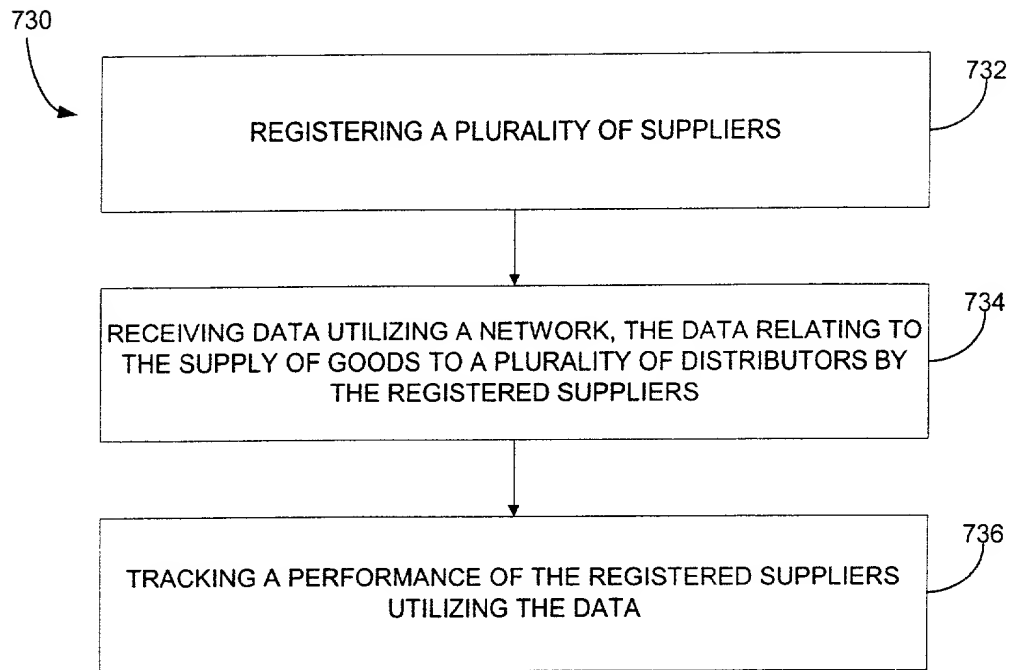 730
732
REGISTERING A PLURALITY OF SUPPLIERS
734
RECEIVING DATA UTILIZING A NETWORK, THE DATA RELATING TO
THE SUPPLY OF GOODS TO A PLURALITY OF DISTRIBUTORS BY
THE REGISTERED SUPPLIERS
736
TRACKING A PERFORMANCE OF THE REGISTERED SUPPLIERS
UTILIZING THE DATA